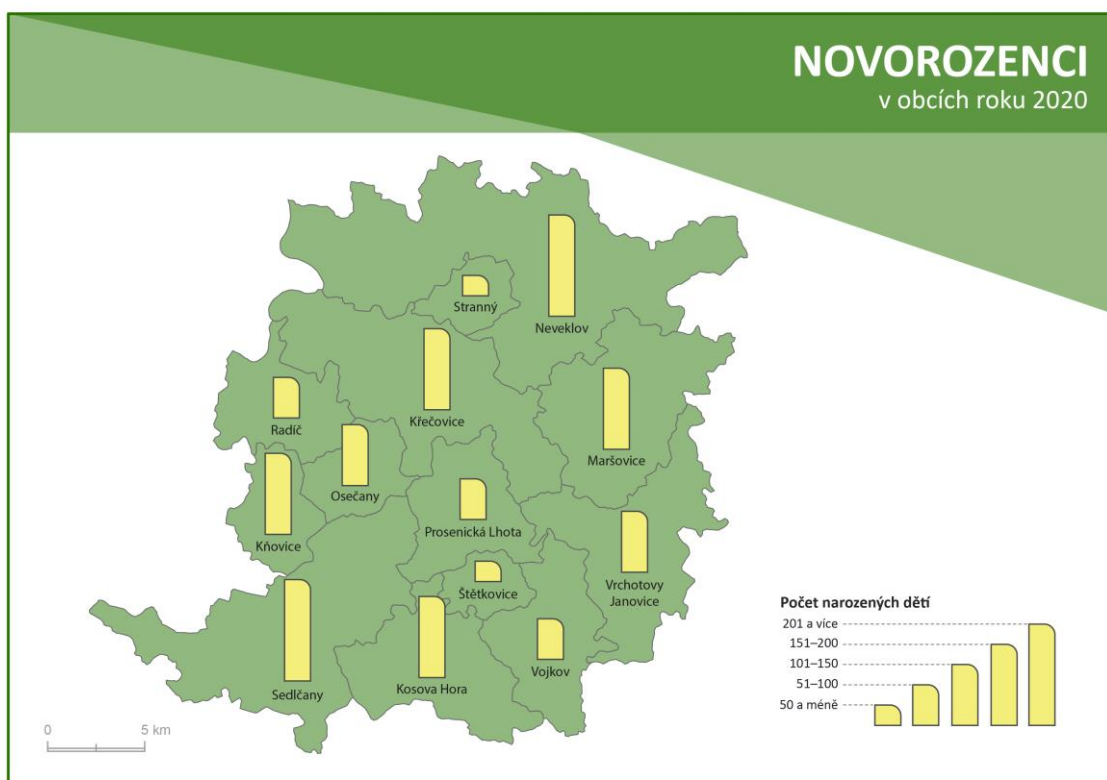 NOVOROZENCI
v obcích roku 2020
Stranný
Neveklov
Křečovice
Radíč
Maršovice
Osečany
Prosenická Lhota
Kňovice
Vrchotovy
Janovice
Štětkovice
Vojkov
Kosova Hora
Sedlčany
Počet narozených dětí
201 a více
151–200
101–150
51–100
50 a méně
0 5 km